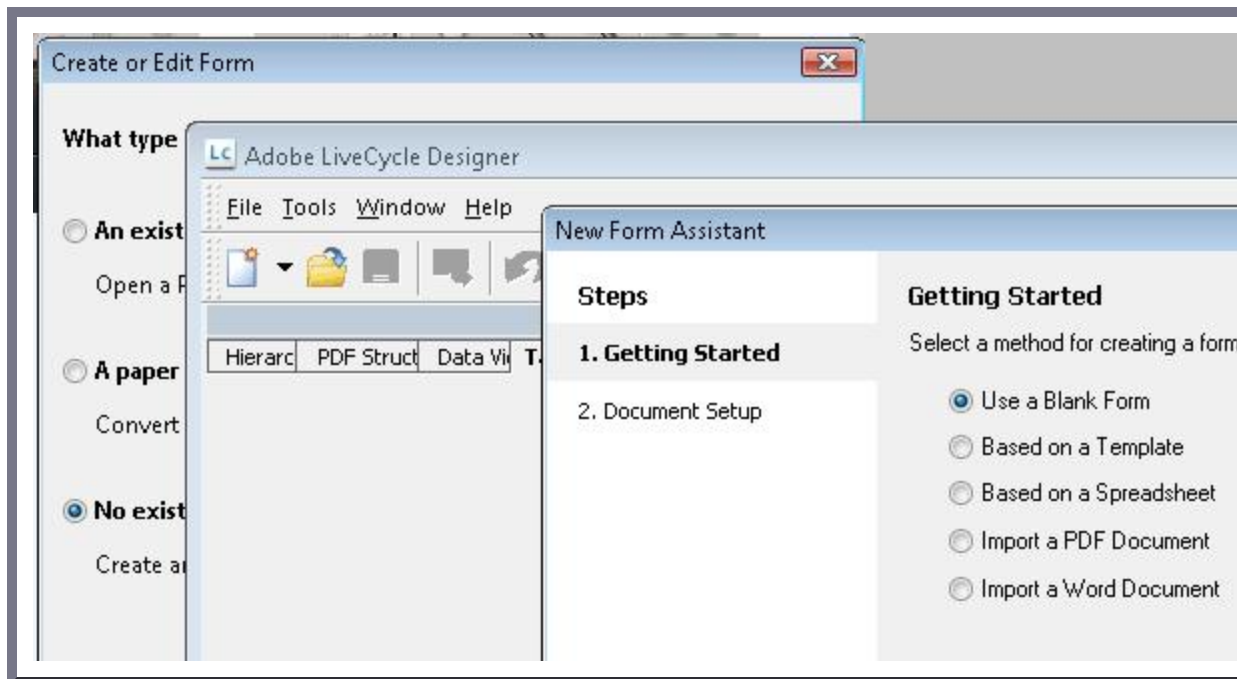 Create or Edit Form
What type
An exist
Open a
A paper
Convert
No exist
Create
LC Adobe LiveCycle Designer
File Tools Window Help
Hierarc PDF Struct Data Vi T
New Form Assistant
Steps
1. Getting Started
2. Document Setup
Getting Started
Select a method for creating a form
Use a Blank Form
Based on a Template
Based on a Spreadsheet
Import a PDF Document
Import a Word Document